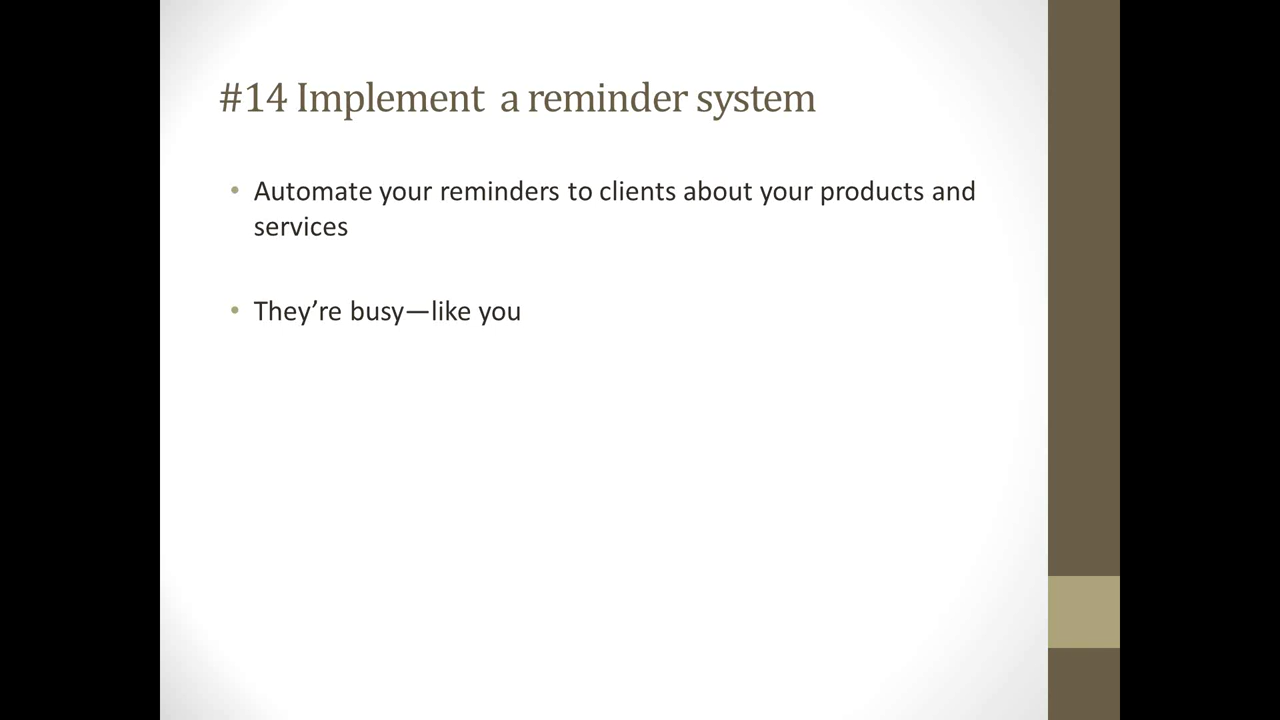 #14 Implement a reminder system
• Automate your reminders to clients about your products and
services
• They’re busy—like you